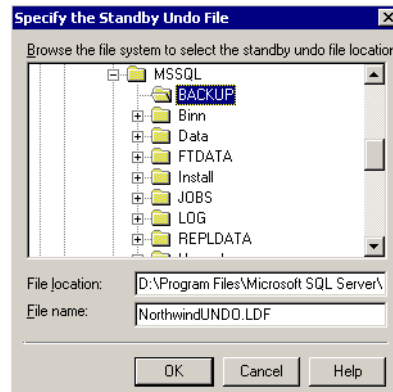 Specify the Standby Undo File
Browse the file system to select the standby undo file location
MSSQL
BACKUP
Binn
Data
FTDATA
Install
JOBS
LOG
REPLDATA
File location:
D:\Program Files\Microsoft SQL Server\
File name:
NorthwindUNDO.LDF
OK
Cancel
Help